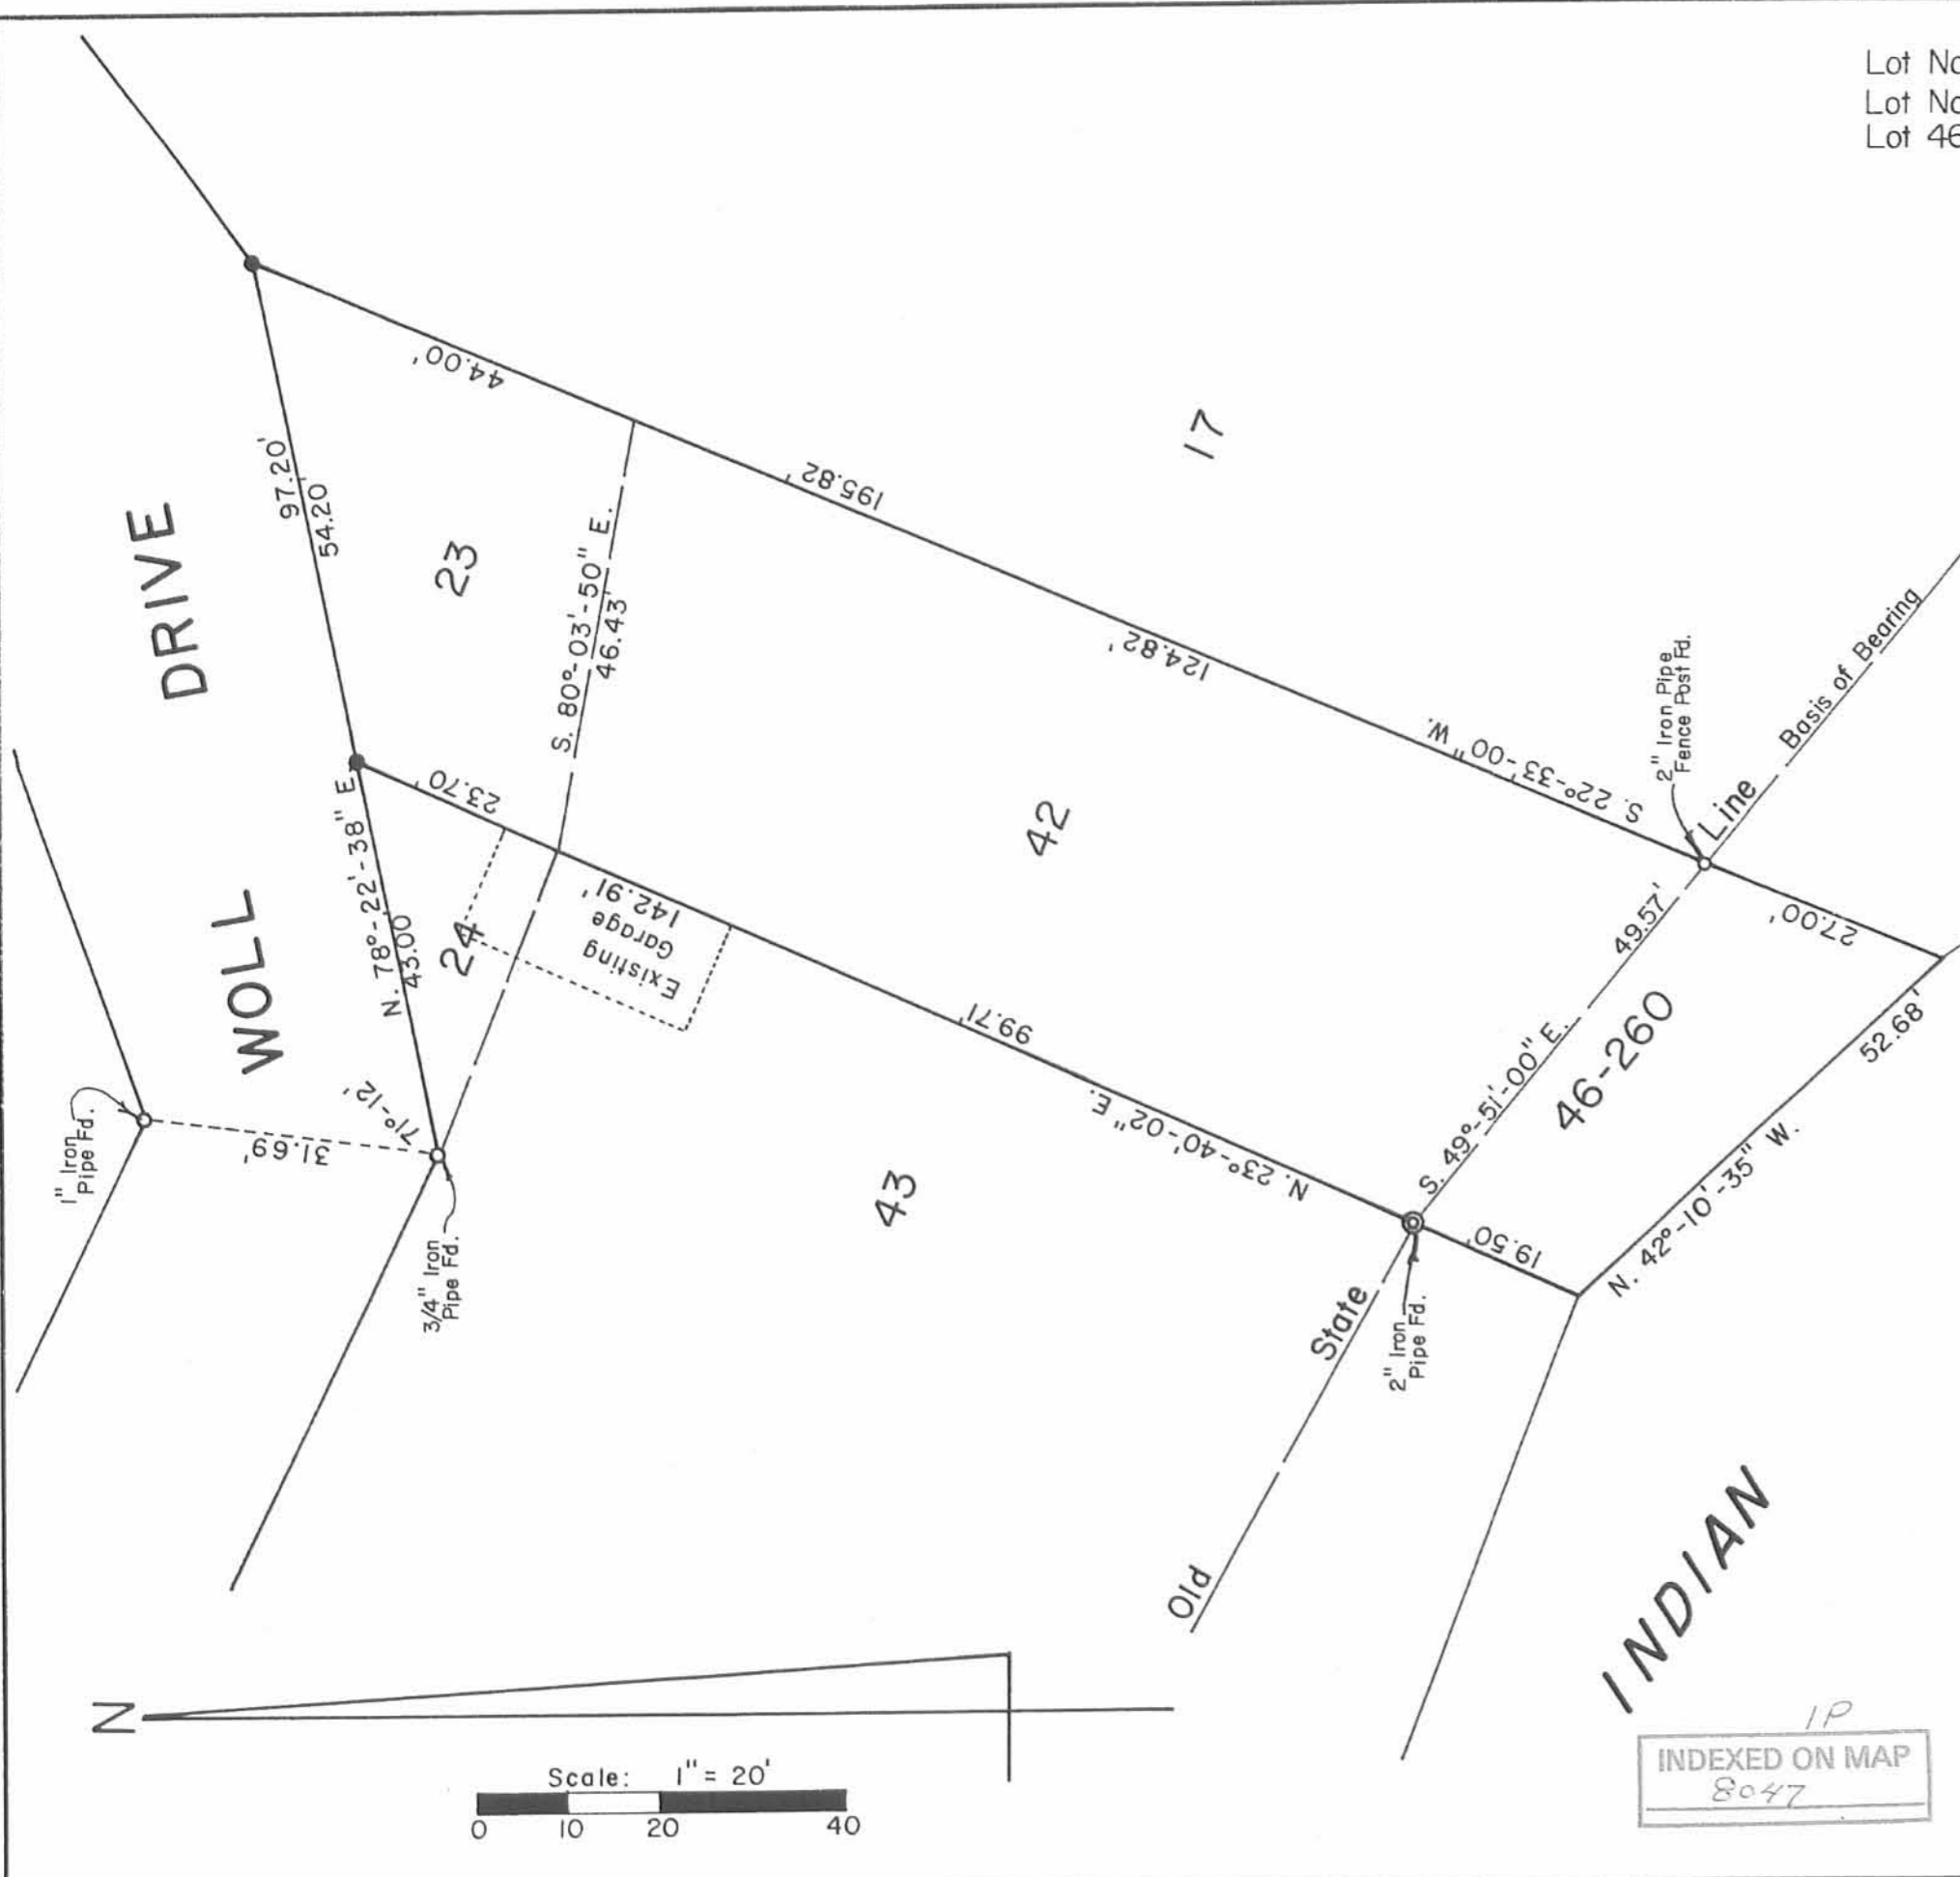 Lot No
Lot No
Lot 46
44.00'
195.82'
17
97.20'
54.20'
23
WOLL DRIVE
S. 80°-03'-50" E.
46.43'
124.82'
S. 22°-33'-00" W.
2" Iron Pipe
Fence Post Fd.
Basis of Bearing
23.70'
N. 78°-22'-38" E.
43.00
24
142.91'
Existing
Garage
42
Old State Line
49.57'
27.00'
99.71'
N. 23°-40'-02" E.
S. 49°-51'-00" E.
46-260
52.68'
N. 42°-10'-35" W.
19.50'
1" Iron
Pipe Fd.
31.69'
71°-12'
3/4" Iron
Pipe Fd.
43
2" Iron
Pipe Fd.
INDIAN
N
Scale: 1" = 20'
0 10 20 40
1P
INDEXED ON MAP
8047